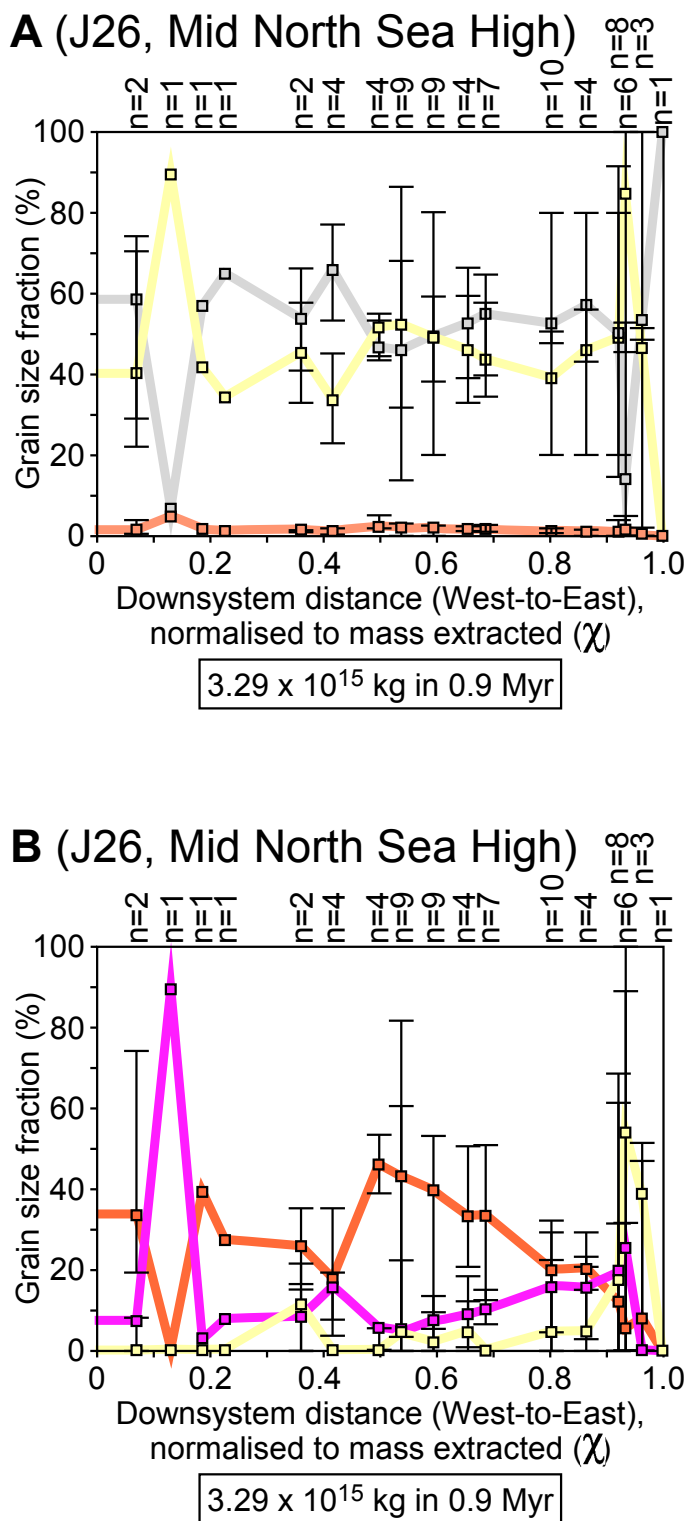 A (J26, Mid North Sea High)
n=2 n=1 n=1 n=1 n=2 n=4 n=4 n=9 n=9 n=4 n=7 n=10 n=4 n=8 n=6 n=3 n=1
100
80
60
40
20
0
Grain size fraction (%)
0 0.2 0.4 0.6 0.8 1.0
Downsystem distance (West-to-East),
normalised to mass extracted (χ)
3.29 x 10¹⁵ kg in 0.9 Myr
B (J26, Mid North Sea High)
n=2 n=1 n=1 n=1 n=2 n=4 n=4 n=9 n=9 n=4 n=7 n=10 n=4 n=8 n=6 n=3 n=1
100
80
60
40
20
0
Grain size fraction (%)
0 0.2 0.4 0.6 0.8 1.0
Downsystem distance (West-to-East),
normalised to mass extracted (χ)
3.29 x 10¹⁵ kg in 0.9 Myr